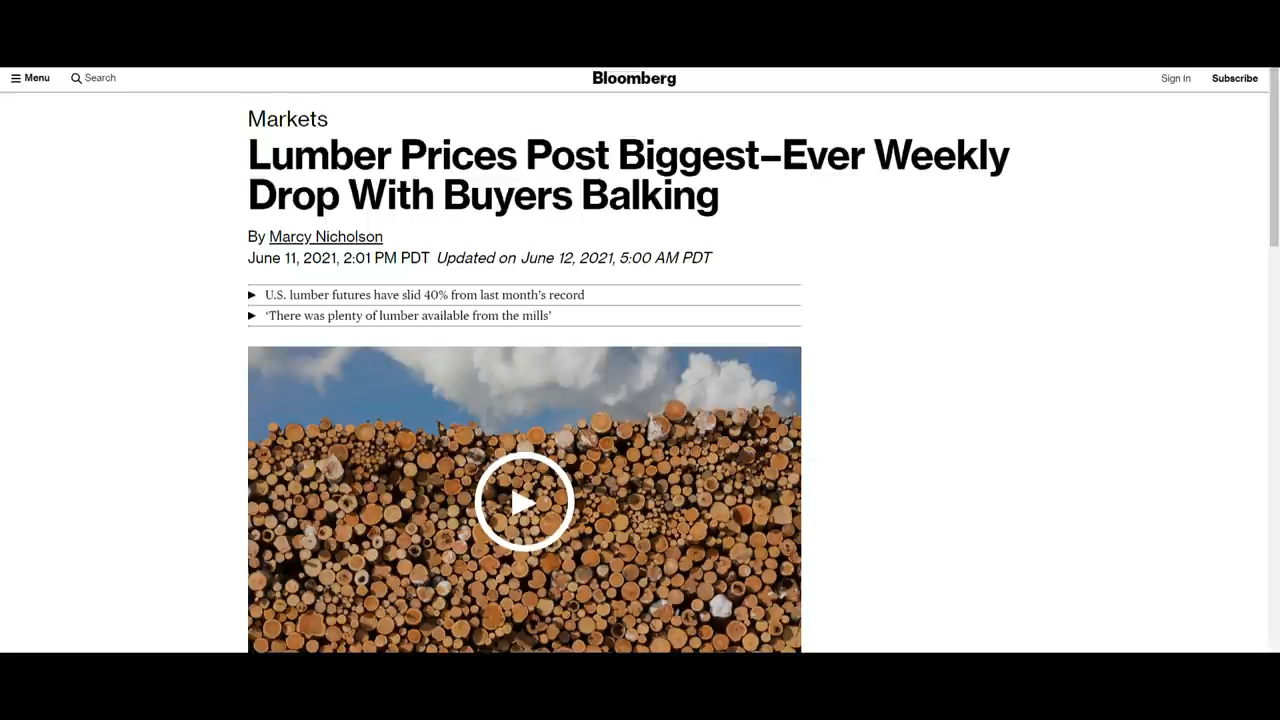 Menu
Search
Bloomberg
Sign In
Subscribe
Markets
Lumber Prices Post Biggest–Ever Weekly
Drop With Buyers Balking
By Marcy Nicholson
June 11, 2021, 2:01 PM PDT Updated on June 12, 2021, 5:00 AM PDT
U.S. lumber futures have slid 40% from last month’s record
‘There was plenty of lumber available from the mills’